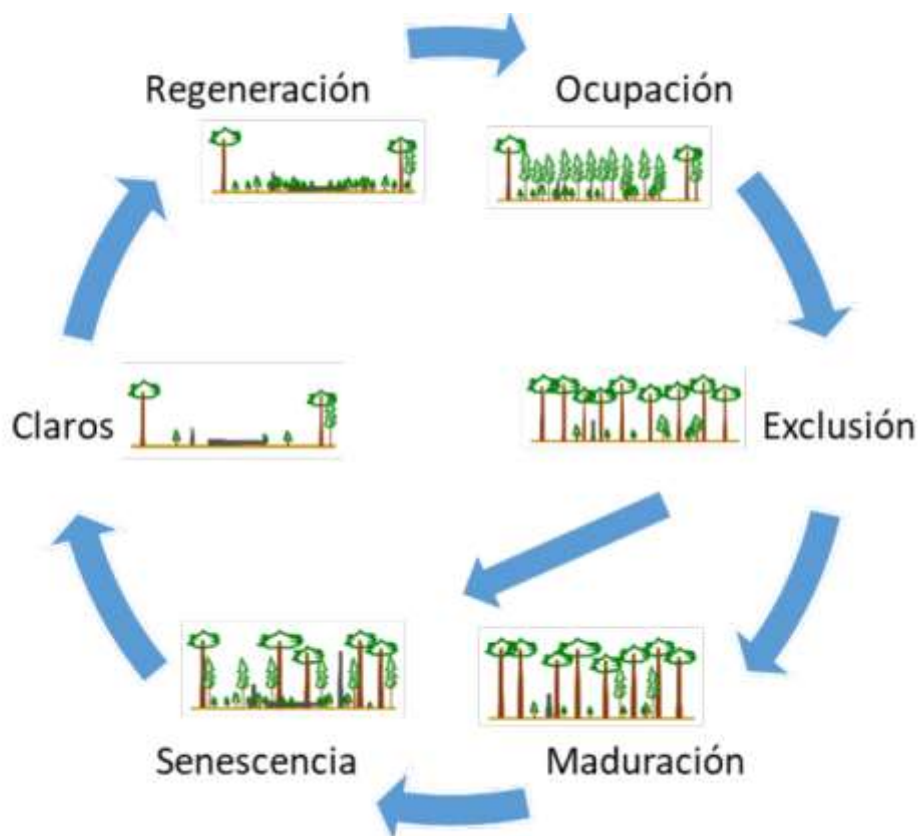 Regeneración
Ocupación
Claros
Exclusión
Senescencia
Maduración